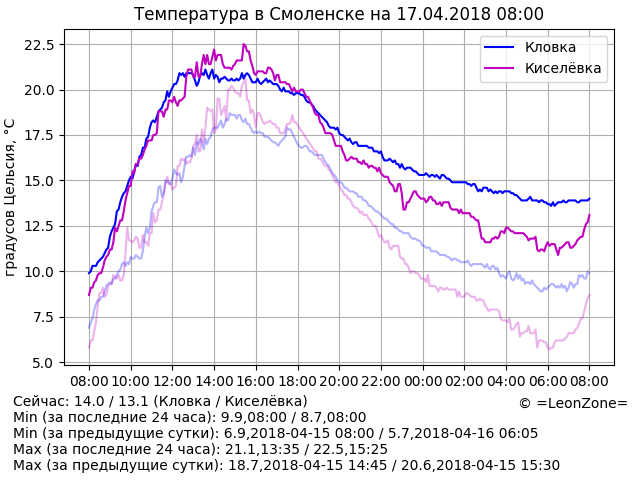 Температура в Смоленске на 17.04.2018 08:00
Кловка
Киселёвка
градусов Цельсия, °C
22.5
20.0
17.5
15.0
12.5
10.0
7.5
5.0
08:00 10:00 12:00 14:00 16:00 18:00 20:00 22:00 00:00 02:00 04:00 06:00 08:00
Сейчас: 14.0 / 13.1 (Кловка / Киселёвка)
© =LeonZone=
Min (за последние 24 часа): 9.9,08:00 / 8.7,08:00
Min (за предыдущие сутки): 6.9,2018-04-15 08:00 / 5.7,2018-04-16 06:05
Max (за последние 24 часа): 21.1,13:35 / 22.5,15:25
Max (за предыдущие сутки): 18.7,2018-04-15 14:45 / 20.6,2018-04-15 15:30